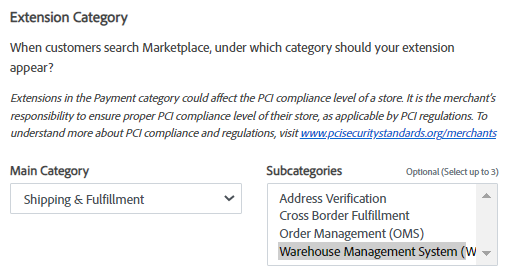 Extension Category
When customers search Marketplace, under which category should your extension
appear?
Extensions in the Payment category could affect the PCI compliance level of a store. It is the merchant's
responsibility to ensure proper PCI compliance level of their store, as applicable by PCI regulations. To
understand more about PCI compliance and regulations, visit www.pcisecuritystandards.org/merchants
Main Category
Shipping & Fulfillment
Subcategories Optional (Select up to 3)
Address Verification
Cross Border Fulfillment
Order Management (OMS)
Warehouse Management System (W